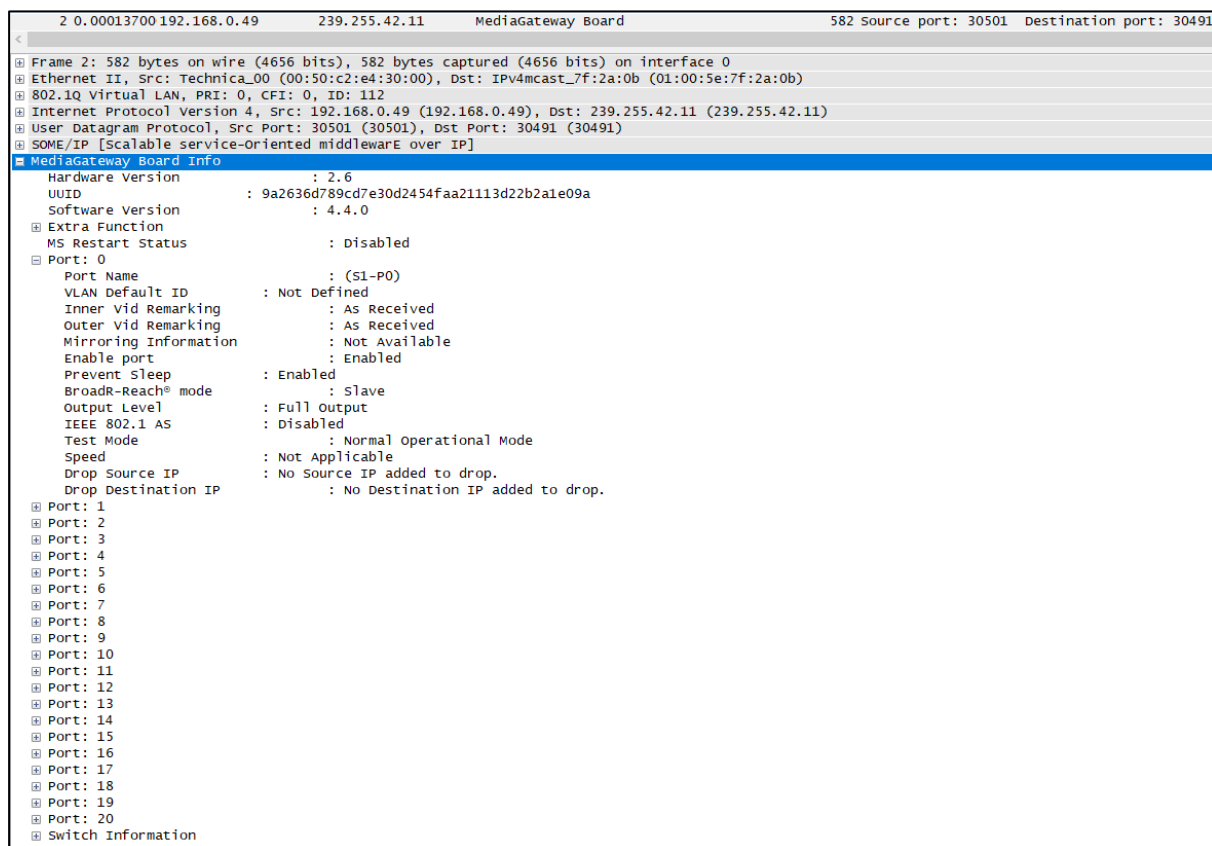 2 0.00013700 192.168.0.49 239.255.42.11 MediaGateway Board 582 Source port: 30501 Destination port: 30491
Frame 2: 582 bytes on wire (4656 bits), 582 bytes captured (4656 bits) on interface 0
Ethernet II, Src: Technica_00 (00:50:c2:e4:30:00), Dst: IPv4mcast_7f:2a:0b (01:00:5e:7f:2a:0b)
802.1Q Virtual LAN, PRI: 0, CFI: 0, ID: 112
Internet Protocol Version 4, Src: 192.168.0.49 (192.168.0.49), Dst: 239.255.42.11 (239.255.42.11)
User Datagram Protocol, Src Port: 30501 (30501), Dst Port: 30491 (30491)
SOME/IP [Scalable service-Oriented middlewarE over IP]
MediaGateway Board Info
Hardware Version : 2.6
UUID : 9a2636d789cd7e30d2454faa21113d22b2a1e09a
Software Version : 4.4.0
Extra Function
MS Restart Status : Disabled
Port: 0
Port Name : (S1-P0)
VLAN Default ID : Not Defined
Inner Vid Remarking : As Received
Outer Vid Remarking : As Received
Mirroring Information : Not Available
Enable port : Enabled
Prevent Sleep : Enabled
BroadR-Reach® mode : Slave
Output Level : Full Output
IEEE 802.1 AS : Disabled
Test Mode : Normal Operational Mode
Speed : Not Applicable
Drop Source IP : No Source IP added to drop.
Drop Destination IP : No Destination IP added to drop.
Port: 1
Port: 2
Port: 3
Port: 4
Port: 5
Port: 6
Port: 7
Port: 8
Port: 9
Port: 10
Port: 11
Port: 12
Port: 13
Port: 14
Port: 15
Port: 16
Port: 17
Port: 18
Port: 19
Port: 20
Switch Information